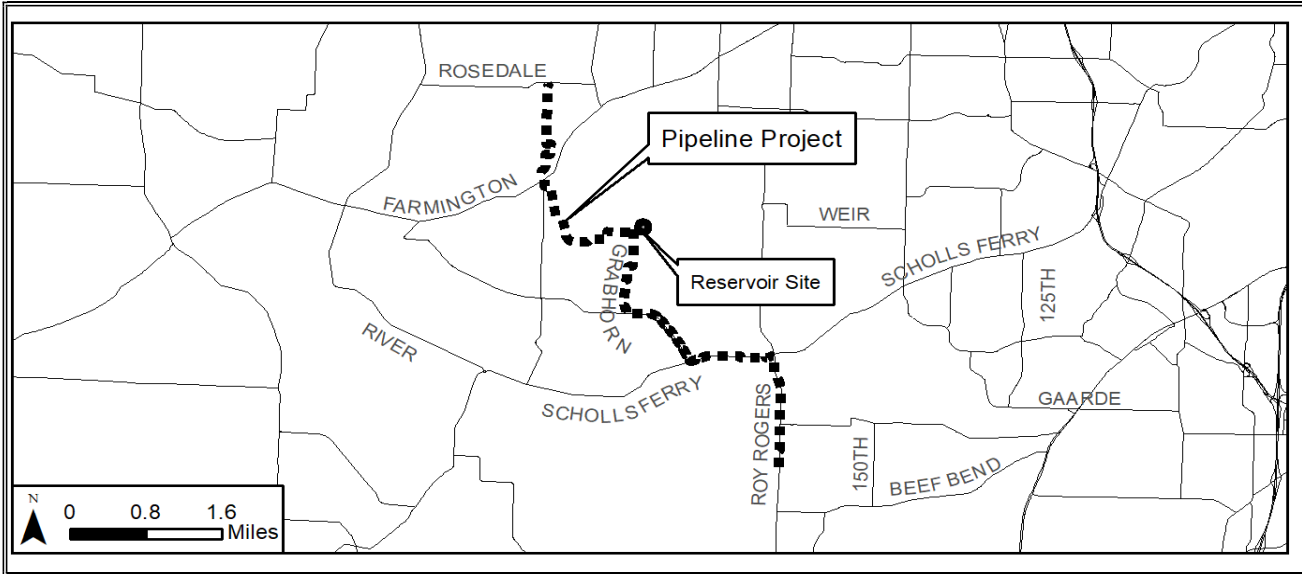 ROSEDALE
Pipeline Project
FARMINGTON
WEIR
SCHOLLS FERRY
GRABHORN
Reservoir Site
125TH
RIVER
SCHOLLS FERRY
ROY ROGERS
GAARDE
150TH
BEEF BEND
N
0 0.8 1.6
Miles